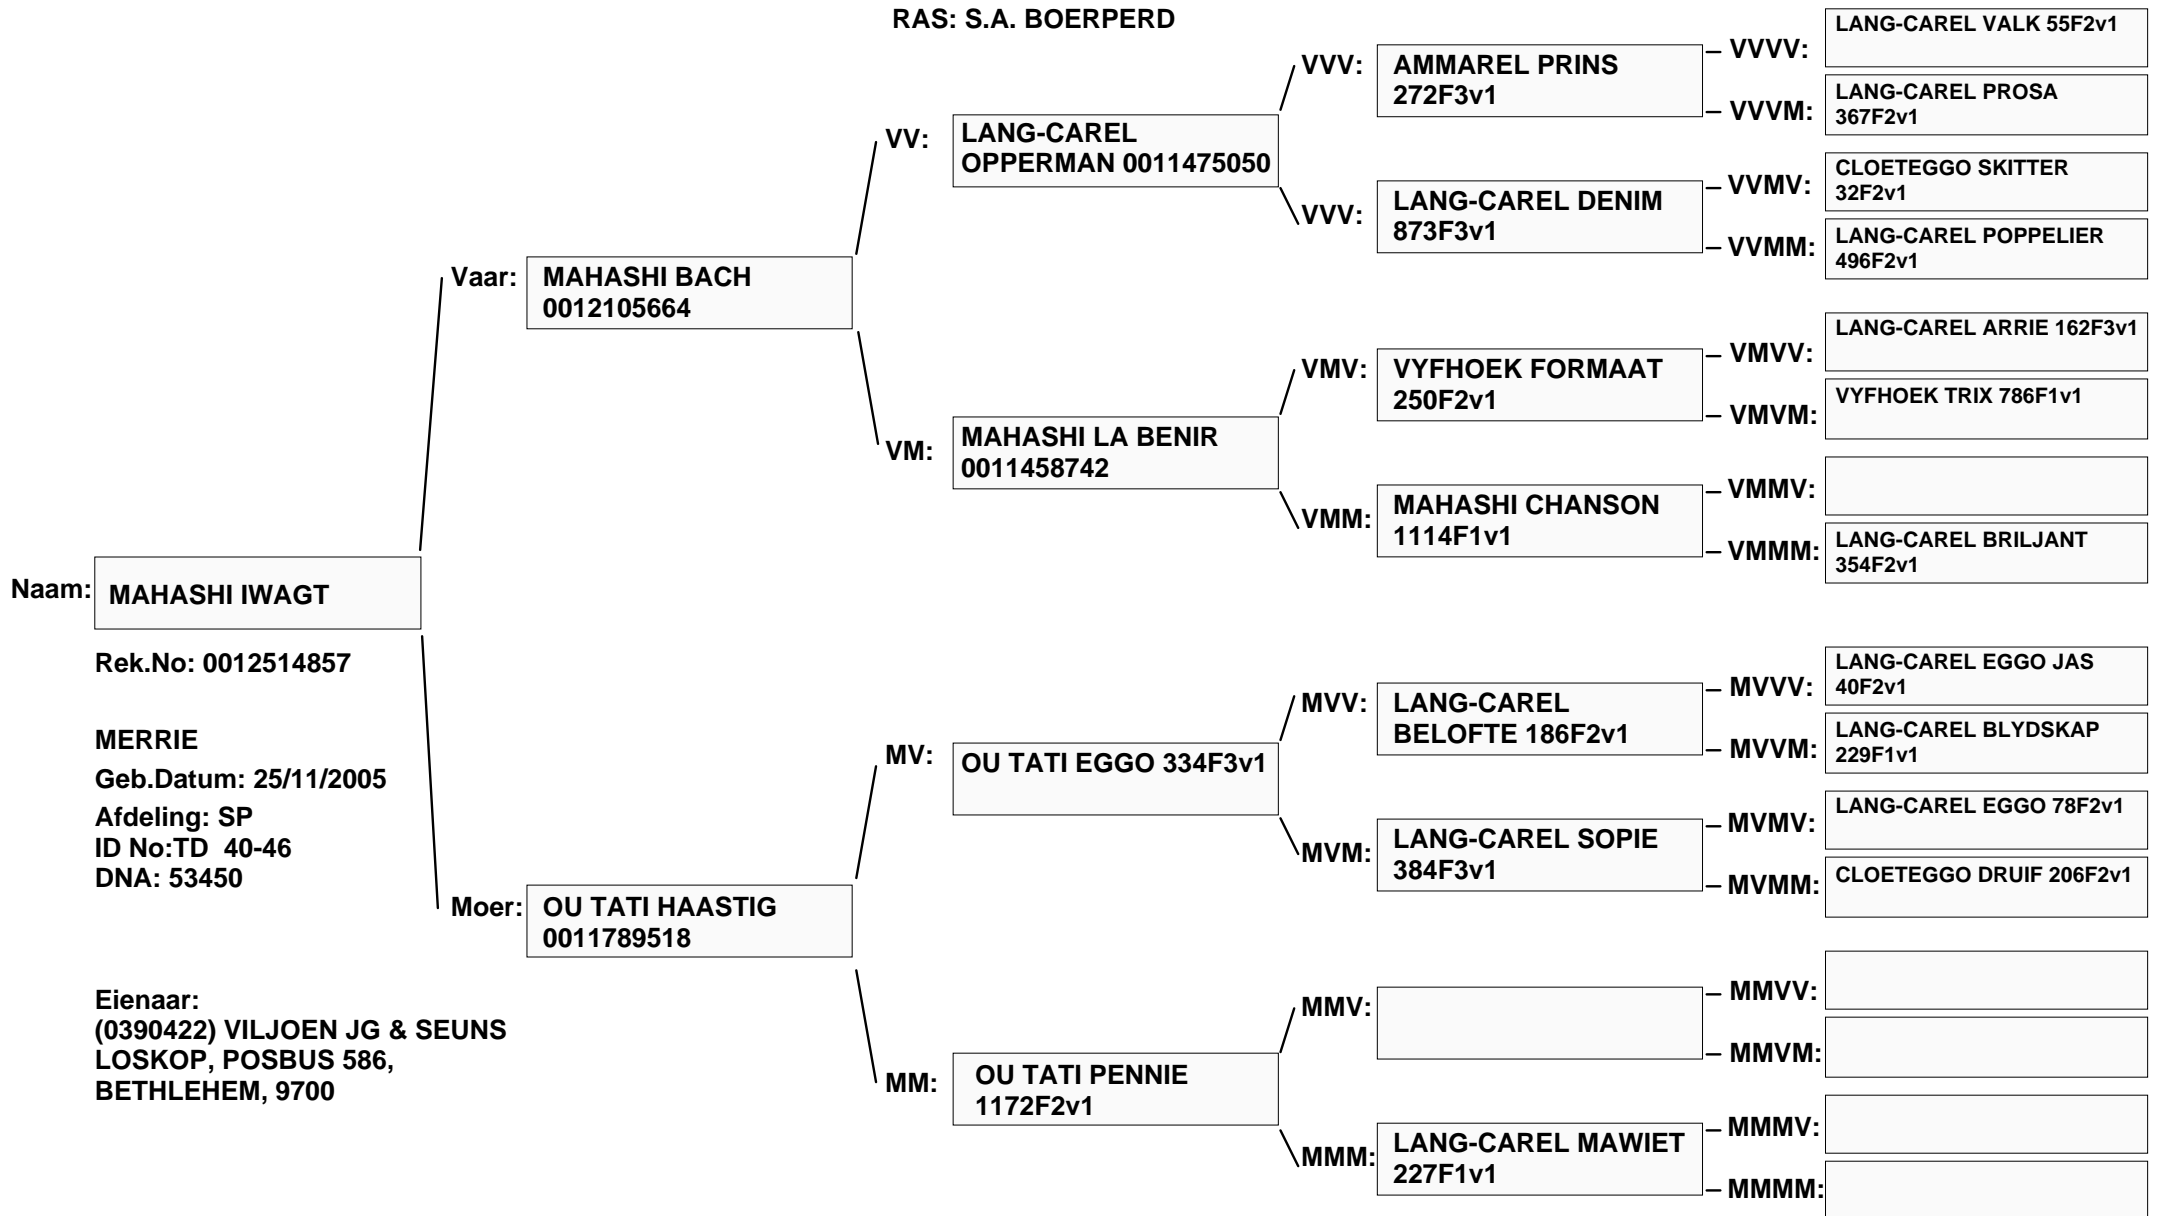 RAS: S.A. BOERPERD
Naam:
MAHASHI IWAGT
Rek.No: 0012514857
MERRIE
Geb.Datum: 25/11/2005
Afdeling: SP
ID No:TD  40-46
DNA: 53450
Eienaar:
(0390422) VILJOEN JG & SEUNS
LOSKOP, POSBUS 586,
BETHLEHEM, 9700
Vaar:
MAHASHI BACH
0012105664
Moer:
OU TATI HAASTIG
0011789518
VV:
LANG-CAREL
OPPERMAN 0011475050
VM:
MAHASHI LA BENIR
0011458742
MV:
OU TATI EGGO 334F3v1
MM:
OU TATI PENNIE
1172F2v1
VVV:
AMMAREL PRINS
272F3v1
VVV:
LANG-CAREL DENIM
873F3v1
VMV:
VYFHOEK FORMAAT
250F2v1
VMM:
MAHASHI CHANSON
1114F1v1
MVV:
LANG-CAREL
BELOFTE 186F2v1
MVM:
LANG-CAREL SOPIE
384F3v1
MMV:
MMM:
LANG-CAREL MAWIET
227F1v1
VVVV:
LANG-CAREL VALK 55F2v1
VVVM:
LANG-CAREL PROSA
367F2v1
VVMV:
CLOETEGGO SKITTER
32F2v1
VVMM:
LANG-CAREL POPPELIER
496F2v1
VMVV:
LANG-CAREL ARRIE 162F3v1
VMVM:
VYFHOEK TRIX 786F1v1
VMMV:
VMMM:
LANG-CAREL BRILJANT
354F2v1
MVVV:
LANG-CAREL EGGO JAS
40F2v1
MVVM:
LANG-CAREL BLYDSKAP
229F1v1
MVMV:
LANG-CAREL EGGO 78F2v1
MVMM:
CLOETEGGO DRUIF 206F2v1
MMVV:
MMVM:
MMMV:
MMMM: